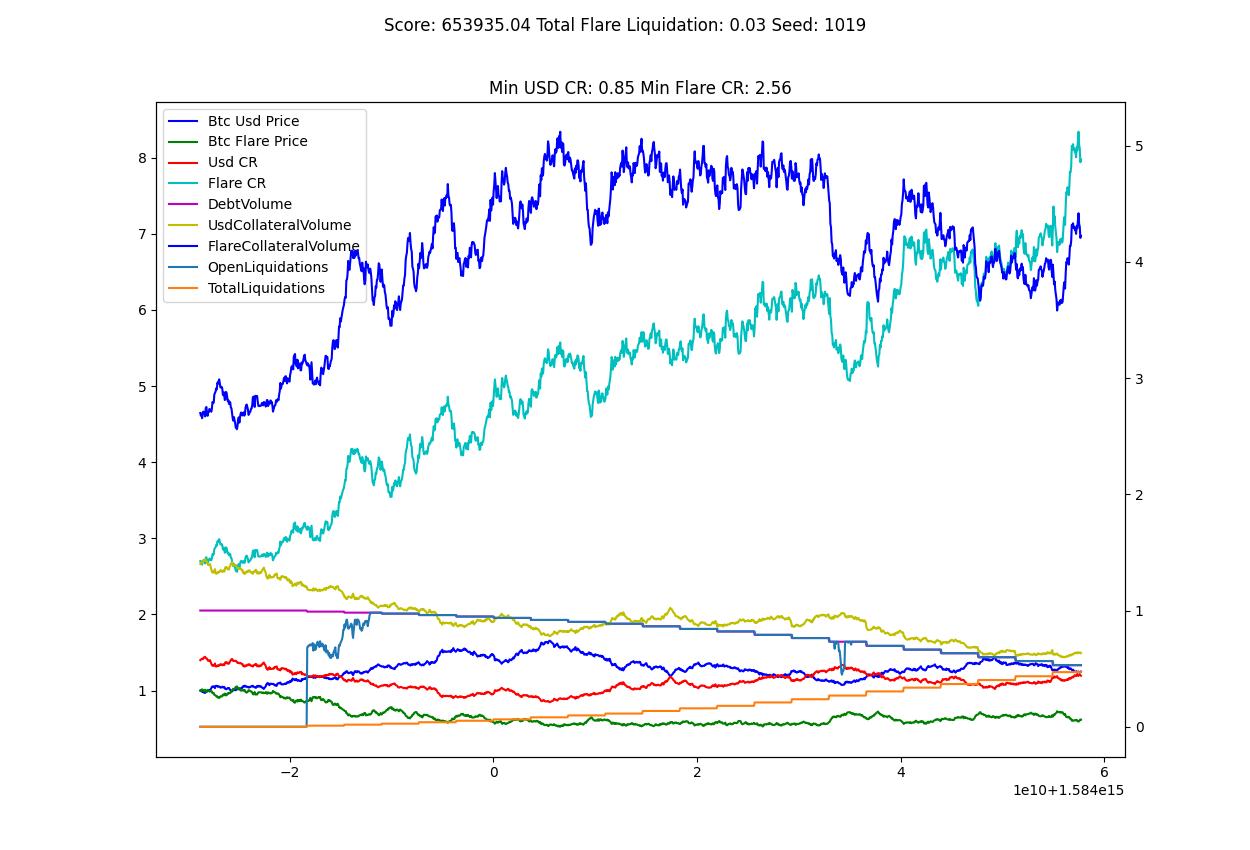 Score: 653935.04 Total Flare Liquidation: 0.03 Seed: 1019
Min USD CR: 0.85 Min Flare CR: 2.56
Btc Usd Price
Btc Flare Price
Usd CR
Flare CR
DebtVolume
UsdCollateralVolume
FlareCollateralVolume
OpenLiquidations
TotalLiquidations
8
7
6
5
4
3
2
1
5
4
3
2
1
0
−2
0
2
4
6
1e10+1.584e15